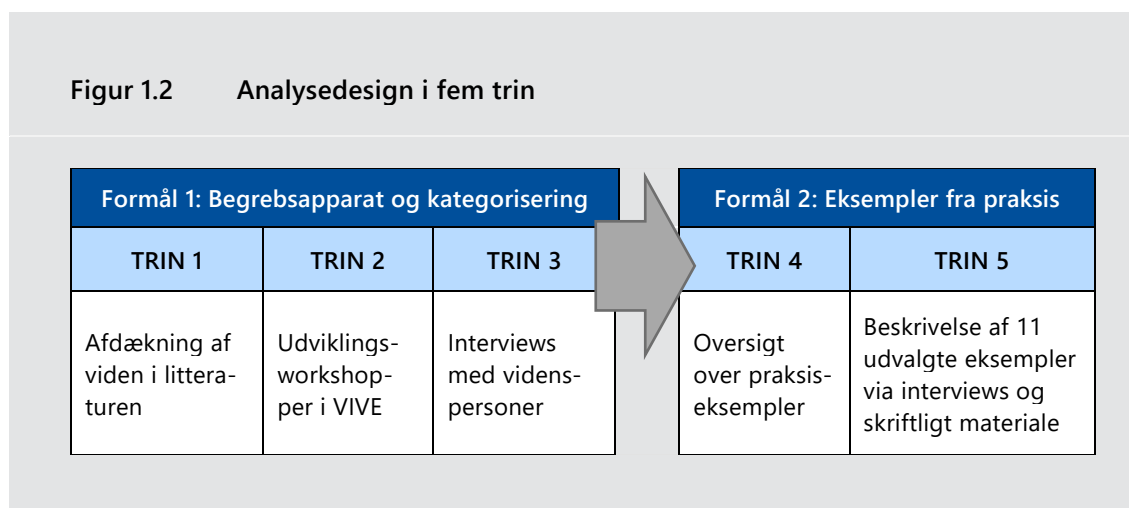 Figur 1.2 Analysedesign i fem trin
Formål 1: Begrebsapparat og kategorisering
TRIN 1
TRIN 2
TRIN 3
Afdækning af
viden i littera-
turen
Udviklings-
workshop-
per i VIVE
Interviews
med videns-
personer
Formål 2: Eksempler fra praksis
TRIN 4
TRIN 5
Oversigt
over praksis-
eksempler
Beskrivelse af 11
udvalgte eksempler
via interviews og
skriftligt materiale